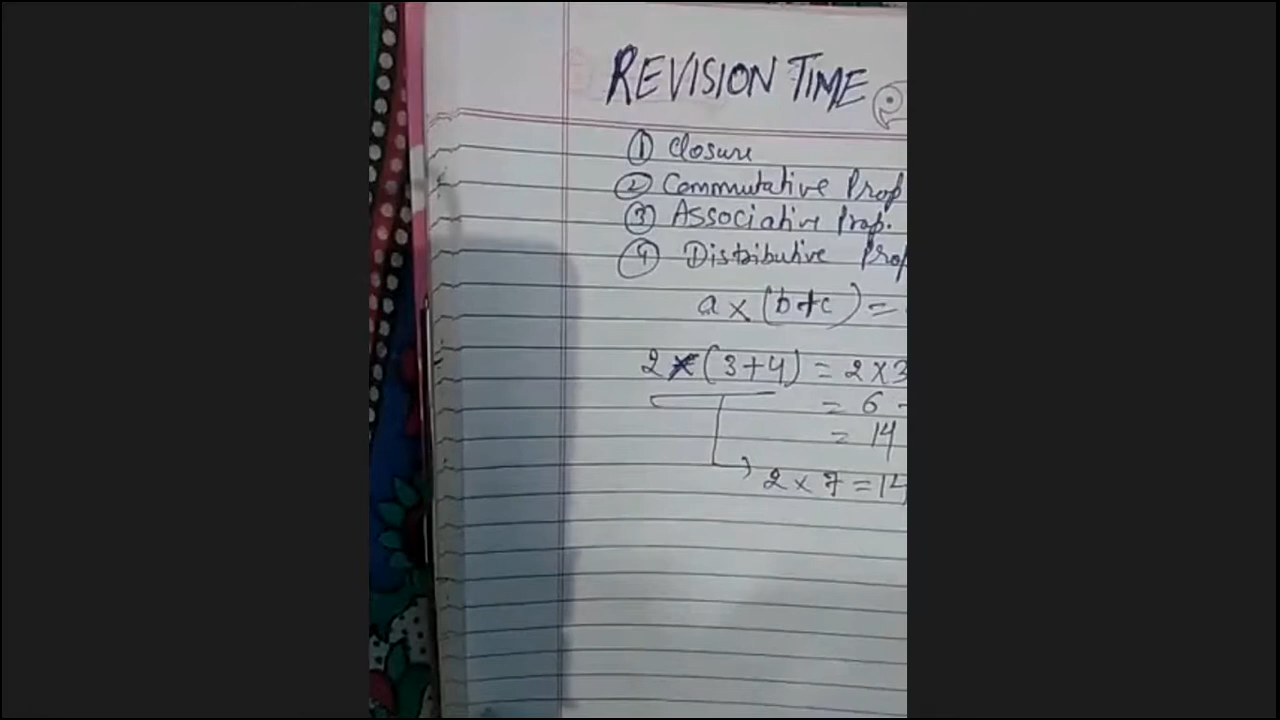 REVISION TIME
① Closure
② Commutative Prop
③ Associative Prop.
④ Distributive Prop
a × (b+c) =
2 × (3+4) = 2×3
= 6
= 14
2 × 7 = 14